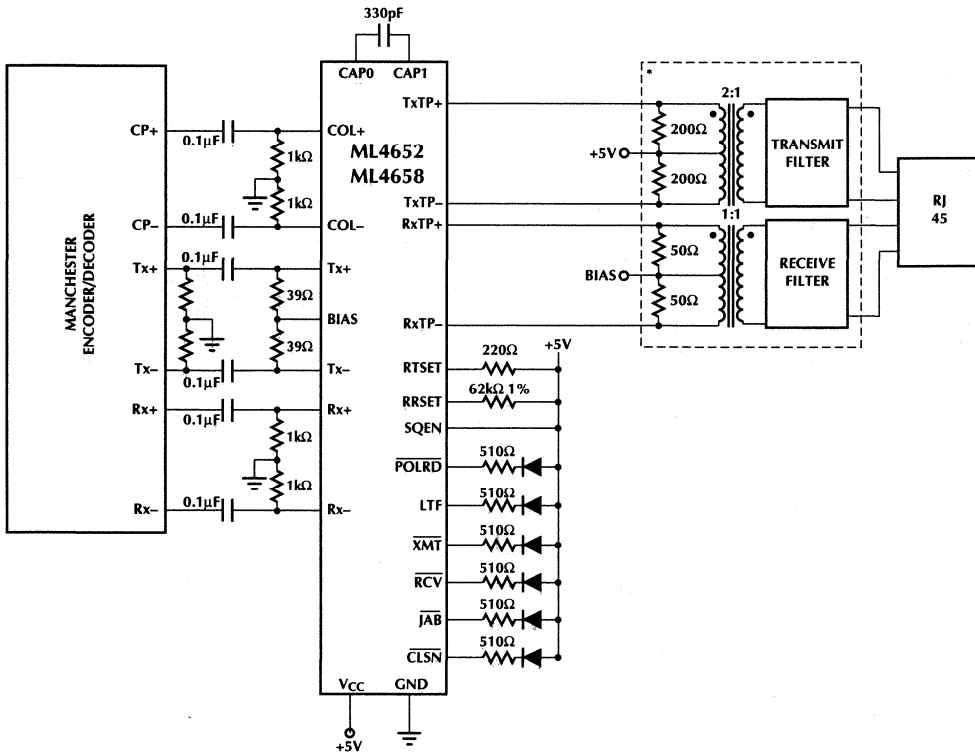 330pF
CAP0 CAP1
MANCHESTER
ENCODER/DECODER
CP+
0.1µF
COL+
1kΩ
1kΩ
CP–
0.1µF
COL–
ML4652
ML4658
Tx+
0.1µF
Tx+
39Ω
BIAS
39Ω
Tx–
0.1µF
Tx–
Rx+
0.1µF
Rx+
1kΩ
1kΩ
Rx–
0.1µF
Rx–
TxTP+
TxTP–
RxTP+
RxTP–
*
2:1
200Ω
+5V
200Ω
TRANSMIT
FILTER
1:1
50Ω
BIAS
50Ω
RECEIVE
FILTER
RJ
45
+5V
RTSET
220Ω
RRSET
62kΩ 1%
SQEN
POLRD
510Ω
LTF
510Ω
XMT
510Ω
RCV
510Ω
JAB
510Ω
CLSN
510Ω
VCC
GND
+5V